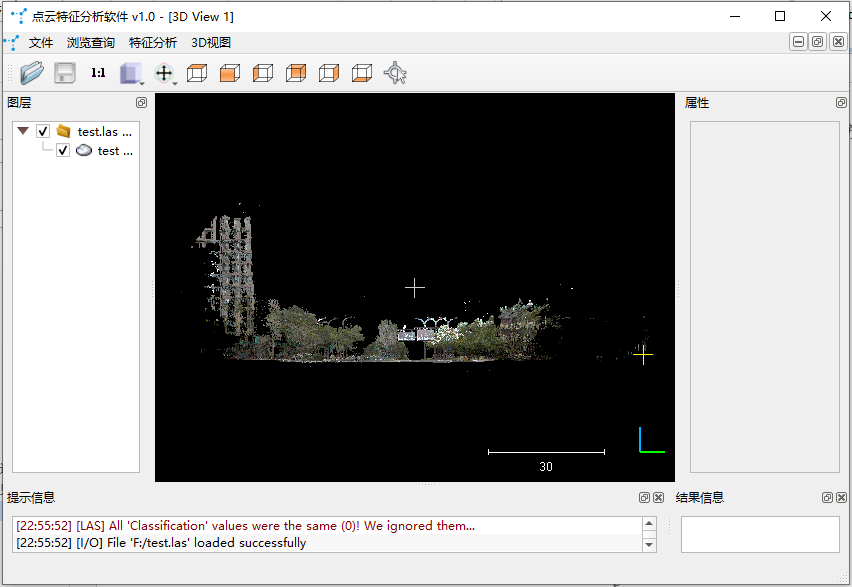 点云特征分析软件 v1.0 - [3D View 1]
文件 浏览查询 特征分析 3D视图
1:1
图层
属性
test.las ...
test ...
30
提示信息
结果信息
[22:55:52] [LAS] All 'Classification' values were the same (0)! We ignored them...
[22:55:52] [I/O] File 'F:/test.las' loaded successfully